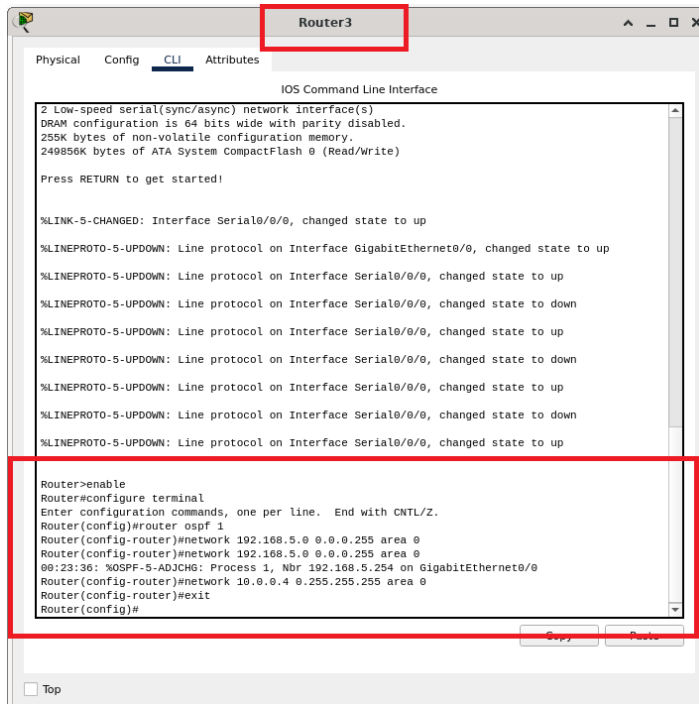 Router3
Physical Config CLI Attributes
IOS Command Line Interface
2 Low-speed serial(sync/async) network interface(s)
DRAM configuration is 64 bits wide with parity disabled.
255K bytes of non-volatile configuration memory.
249856K bytes of ATA System CompactFlash 0 (Read/Write)
Press RETURN to get started!
%LINK-5-CHANGED: Interface Serial0/0/0, changed state to up
%LINEPROTO-5-UPDOWN: Line protocol on Interface GigabitEthernet0/0, changed state to up
%LINEPROTO-5-UPDOWN: Line protocol on Interface Serial0/0/0, changed state to up
%LINEPROTO-5-UPDOWN: Line protocol on Interface Serial0/0/0, changed state to down
%LINEPROTO-5-UPDOWN: Line protocol on Interface Serial0/0/0, changed state to up
%LINEPROTO-5-UPDOWN: Line protocol on Interface Serial0/0/0, changed state to down
%LINEPROTO-5-UPDOWN: Line protocol on Interface Serial0/0/0, changed state to up
%LINEPROTO-5-UPDOWN: Line protocol on Interface Serial0/0/0, changed state to down
%LINEPROTO-5-UPDOWN: Line protocol on Interface Serial0/0/0, changed state to up
Router>enable
Router#configure terminal
Enter configuration commands, one per line. End with CNTL/Z.
Router(config)#router ospf 1
Router(config-router)#network 192.168.5.0 0.0.0.255 area 0
Router(config-router)#network 192.168.5.0 0.0.0.255 area 0
00:23:36: %OSPF-5-ADJCHG: Process 1, Nbr 192.168.5.254 on GigabitEthernet0/0
Router(config-router)#network 10.0.0.4 0.255.255.255 area 0
Router(config-router)#exit
Router(config)#
Copy Paste
Top